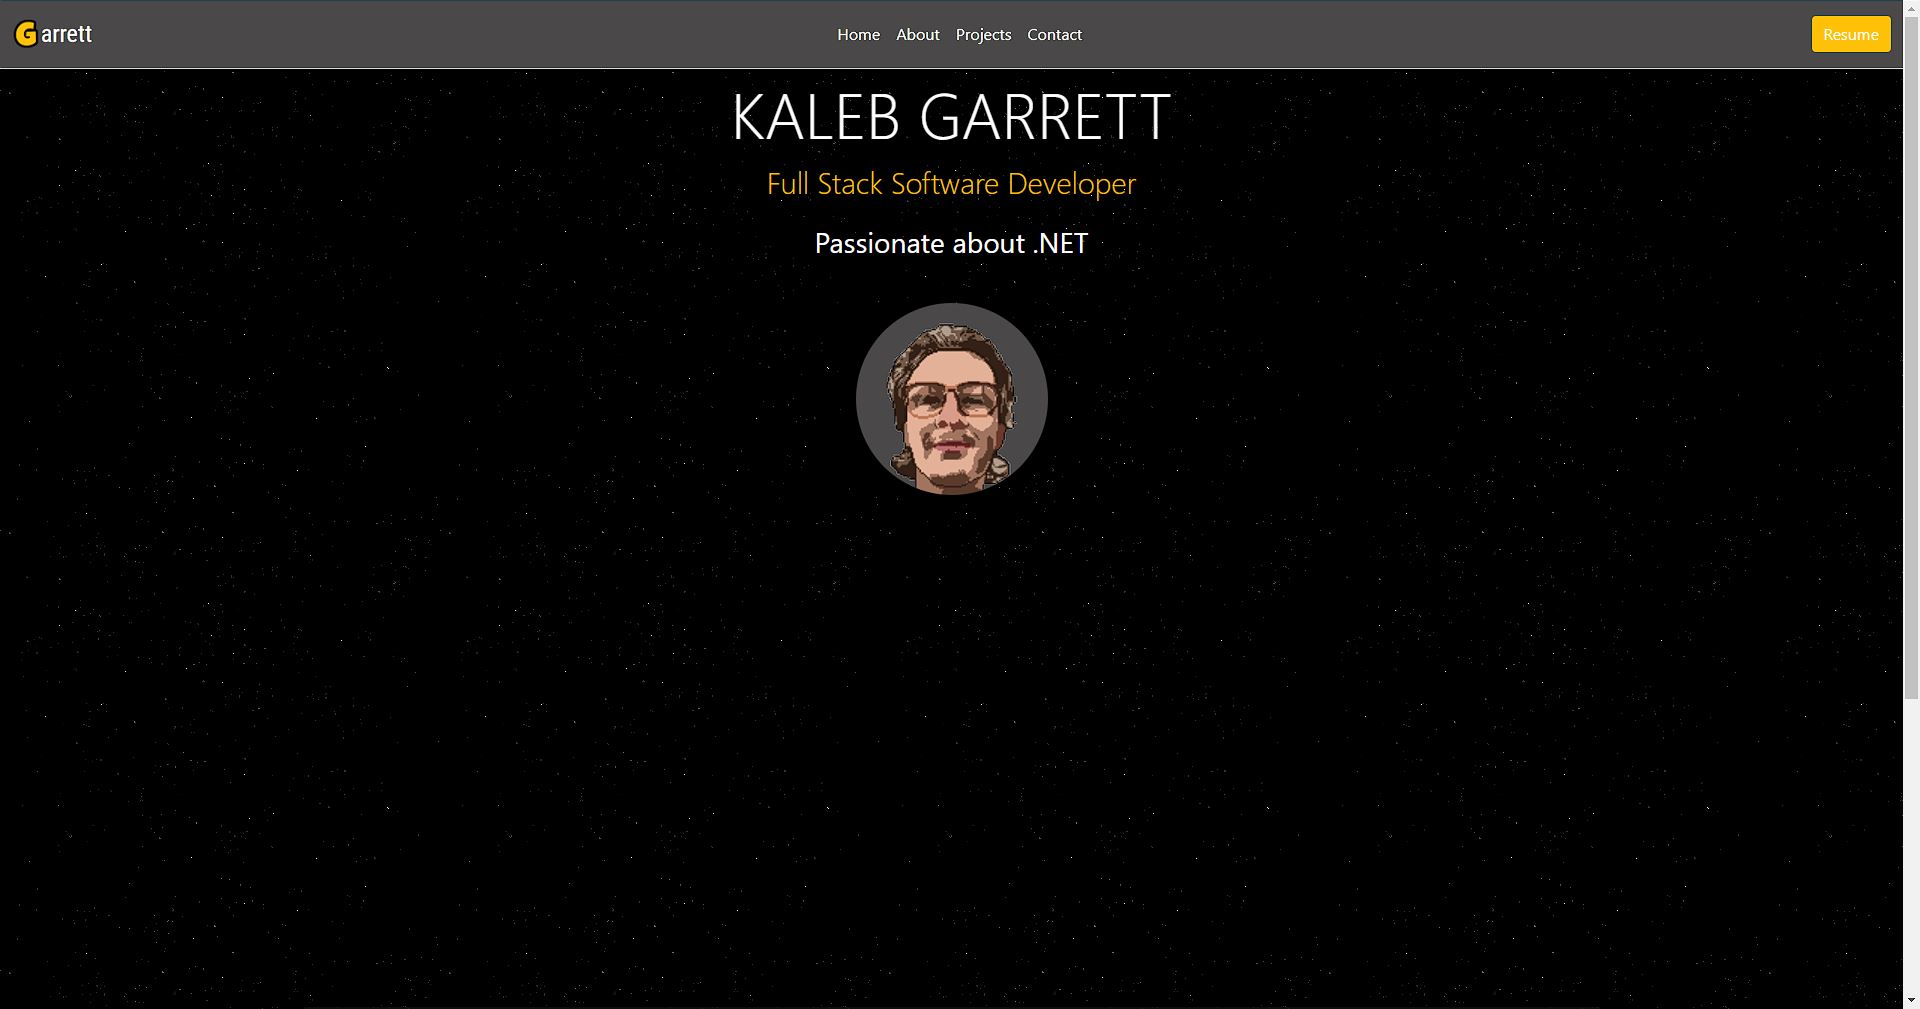 Garrett
Home About Projects Contact
Resume
KALEB GARRETT
Full Stack Software Developer
Passionate about .NET